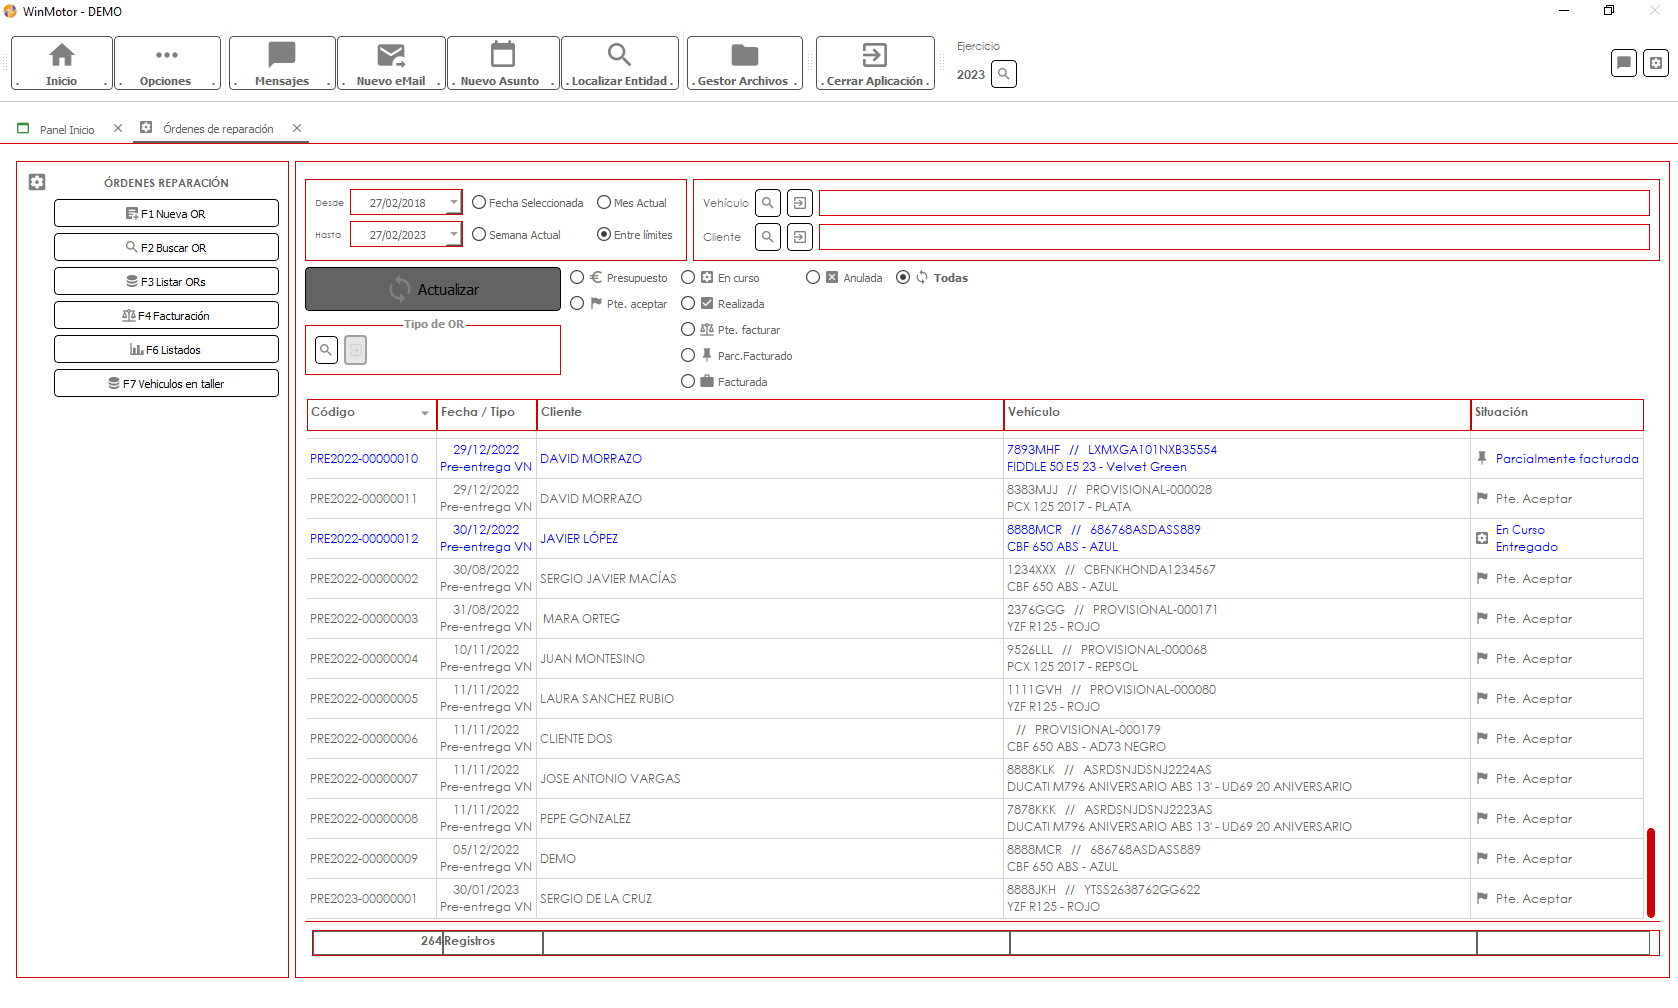 WinMotor - DEMO
. Inicio .
. Opciones .
. Mensajes .
. Nuevo eMail .
. Nuevo Asunto .
. Localizar Entidad .
. Gestor Archivos .
. Cerrar Aplicación .
Ejercicio
2023
Panel Inicio
Órdenes de reparación
ÓRDENES REPARACIÓN
F1 Nueva OR
F2 Buscar OR
F3 Listar ORs
F4 Facturación
F6 Listados
F7 Vehiculos en taller
Desde 27/02/2018 Fecha Seleccionada Mes Actual
Hasta 27/02/2023 Semana Actual Entre límites
Vehículo
Cliente
Actualizar
Presupuesto En curso Anulada Todas
Pte. aceptar Realizada
Pte. facturar
Parc.Facturado
Facturada
Tipo de OR
Código Fecha / Tipo Cliente Vehículo Situación
29/12/2022 7893MHF // LXMXGA101NXB35554
PRE2022-00000010 DAVID MORRAZO Parcialmente facturada
Pre-entrega VN FIDDLE 50 E5 23 - Velvet Green
29/12/2022 8383MJJ // PROVISIONAL-000028
PRE2022-00000011 DAVID MORRAZO Pte. Aceptar
Pre-entrega VN PCX 125 2017 - PLATA
30/12/2022 8888MCR // 686768ASDASS889 En Curso
PRE2022-00000012 JAVIER LÓPEZ
Pre-entrega VN CBF 650 ABS - AZUL Entregado
30/08/2022 1234XXX // CBFNKHONDA1234567
PRE2022-00000002 SERGIO JAVIER MACÍAS Pte. Aceptar
Pre-entrega VN CBF 650 ABS - AZUL
31/08/2022 2376GGG // PROVISIONAL-000171
PRE2022-00000003 MARA ORTEG Pte. Aceptar
Pre-entrega VN YZF R125 - ROJO
10/11/2022 9526LLL // PROVISIONAL-000068
PRE2022-00000004 JUAN MONTESINO Pte. Aceptar
Pre-entrega VN PCX 125 2017 - REPSOL
11/11/2022 1111GVH // PROVISIONAL-000080
PRE2022-00000005 LAURA SANCHEZ RUBIO Pte. Aceptar
Pre-entrega VN YZF R125 - ROJO
11/11/2022 // PROVISIONAL-000179
PRE2022-00000006 CLIENTE DOS Pte. Aceptar
Pre-entrega VN CBF 650 ABS - AD73 NEGRO
11/11/2022 8888KLK // ASRDSNJDSNJ2224AS
PRE2022-00000007 JOSE ANTONIO VARGAS Pte. Aceptar
Pre-entrega VN DUCATI M796 ANIVERSARIO ABS 13' - UD69 20 ANIVERSARIO
11/11/2022 7878KKK // ASRDSNJDSNJ2223AS
PRE2022-00000008 PEPE GONZALEZ Pte. Aceptar
Pre-entrega VN DUCATI M796 ANIVERSARIO ABS 13' - UD69 20 ANIVERSARIO
05/12/2022 8888MCR // 686768ASDASS889
PRE2022-00000009 DEMO Pte. Aceptar
Pre-entrega VN CBF 650 ABS - AZUL
30/01/2023 8888JKH // YTSS2638762GG622
PRE2023-00000001 SERGIO DE LA CRUZ Pte. Aceptar
Pre-entrega VN YZF R125 - ROJO
264 Registros